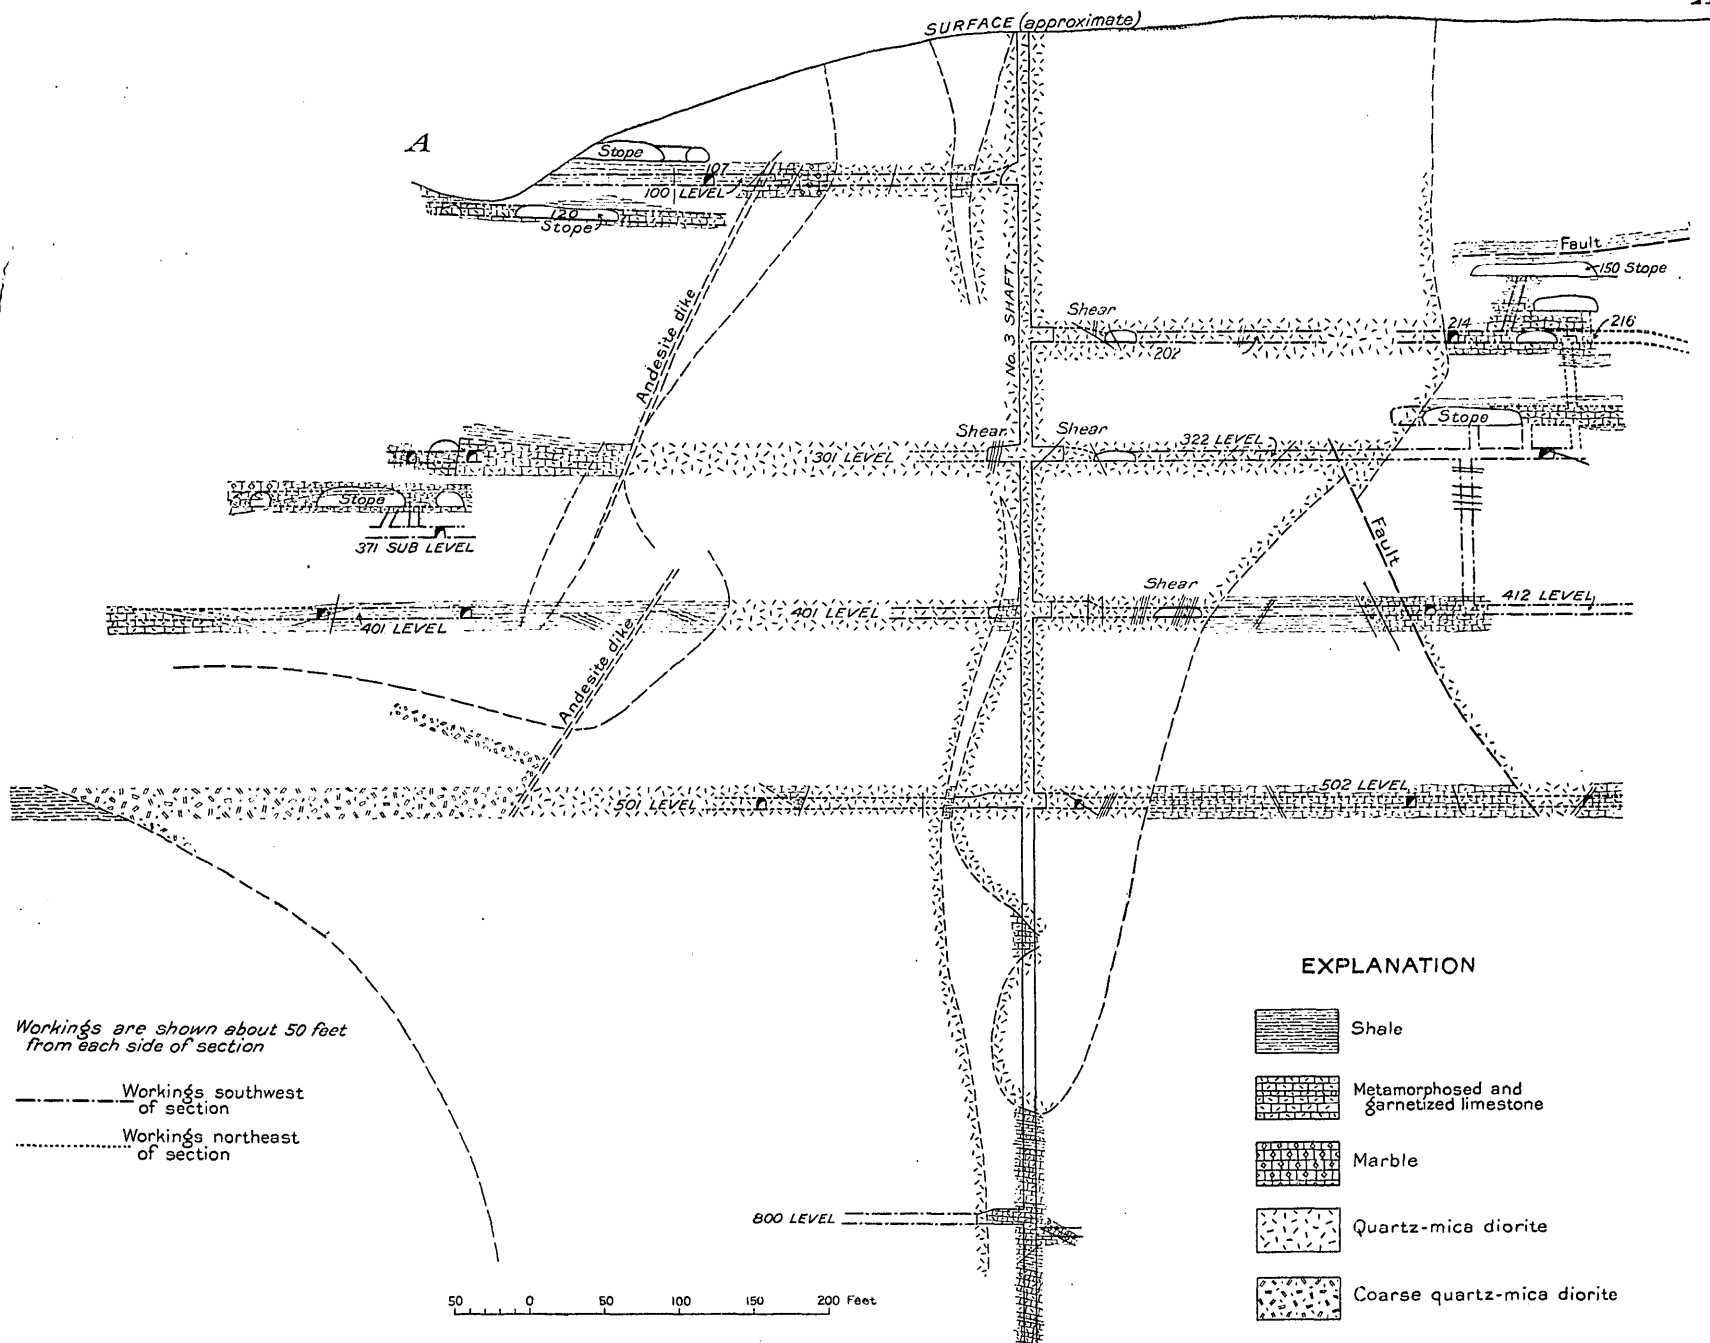 SURFACE (approximate)
A
Stope
107
100 LEVEL
120
Stope
Fault
150 Stope
Andesite dike
No. 3 SHAFT
Shear
202
214
216
Stope
Shear
Shear
322 LEVEL
301 LEVEL
Stope
371 SUB LEVEL
Fault
Shear
401 LEVEL
401 LEVEL
412 LEVEL
Andesite dike
501 LEVEL
502 LEVEL
800 LEVEL
Workings are shown about 50 feet
from each side of section
Workings southwest
of section
Workings northeast
of section
50 0 50 100 150 200 Feet
EXPLANATION
Shale
Metamorphosed and
garnetized limestone
Marble
Quartz-mica diorite
Coarse quartz-mica diorite